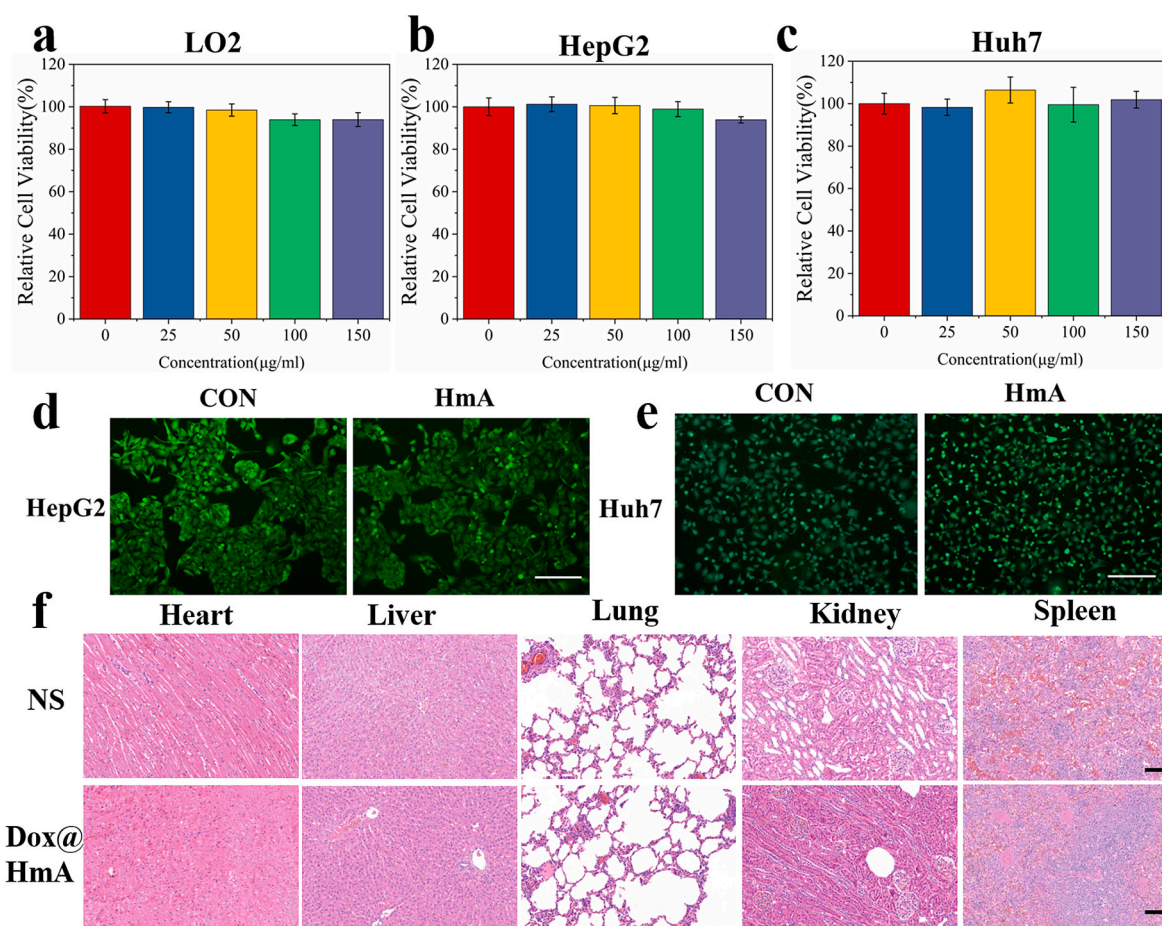 a
LO2
Relative Cell Viability(%)
120
100
80
60
40
20
0
0 25 50 100 150
Concentration(μg/ml)
b
HepG2
Relative Cell Viability(%)
120
100
80
60
40
20
0
0 25 50 100 150
Concentration(μg/ml)
c
Huh7
Relative Cell Viability(%)
120
100
80
60
40
20
0
0 25 50 100 150
Concentration(μg/ml)
d
CON HmA
HepG2
e
CON HmA
Huh7
f
Heart Liver Lung Kidney Spleen
NS
Dox@
HmA